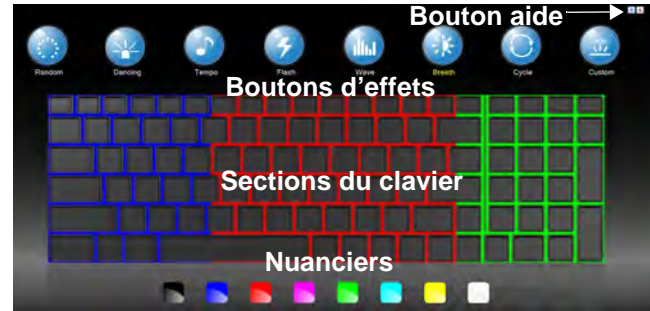 Bouton aide
Random Dancing Tempo Flash Wave Breath Cycle Custom
Boutons d'effets
Sections du clavier
Nuanciers